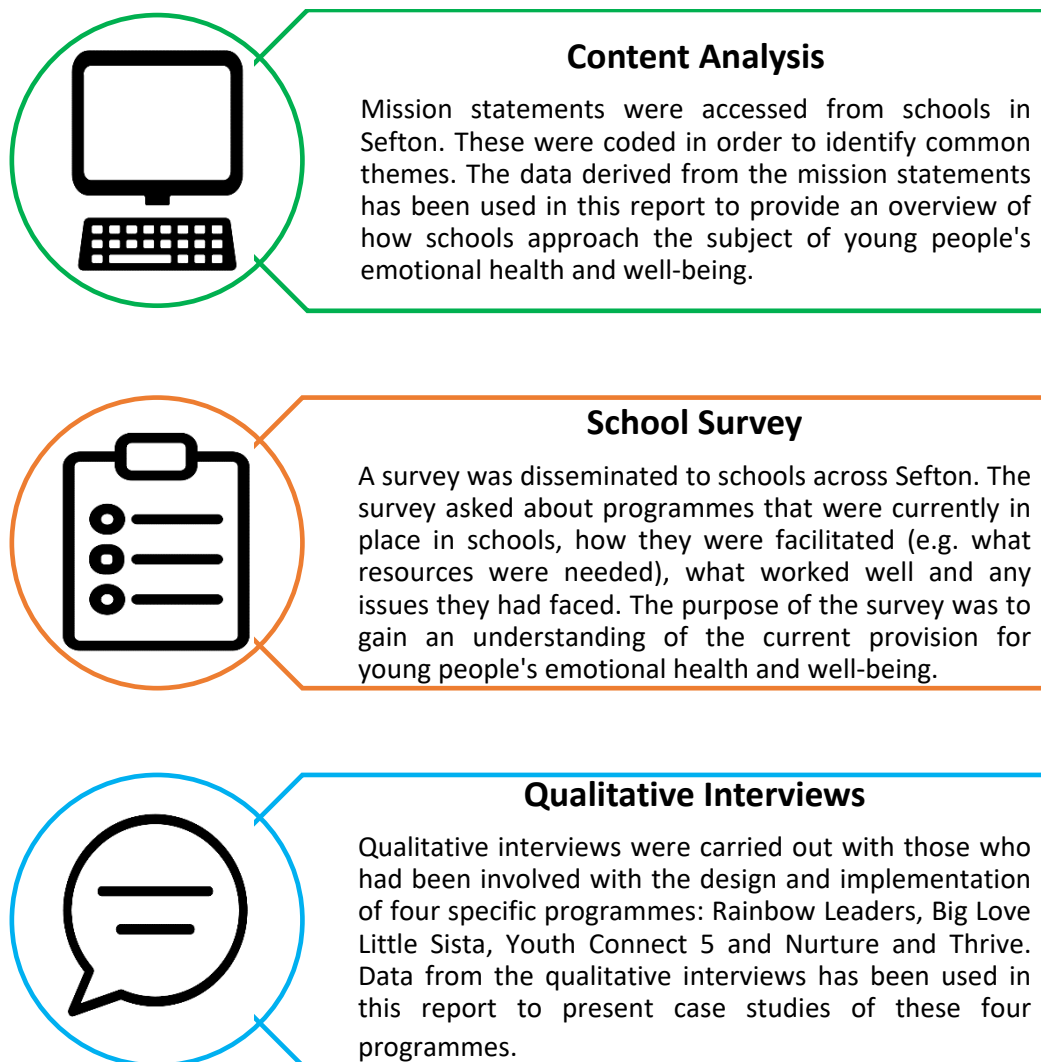 Content Analysis
Mission statements were accessed from schools in
Sefton. These were coded in order to identify common
themes. The data derived from the mission statements
has been used in this report to provide an overview of
how schools approach the subject of young people's
emotional health and well-being.
School Survey
A survey was disseminated to schools across Sefton. The
survey asked about programmes that were currently in
place in schools, how they were facilitated (e.g. what
resources were needed), what worked well and any
issues they had faced. The purpose of the survey was to
gain an understanding of the current provision for
young people's emotional health and well-being.
Qualitative Interviews
Qualitative interviews were carried out with those who
had been involved with the design and implementation
of four specific programmes: Rainbow Leaders, Big Love
Little Sista, Youth Connect 5 and Nurture and Thrive.
Data from the qualitative interviews has been used in
this report to present case studies of these four
programmes.